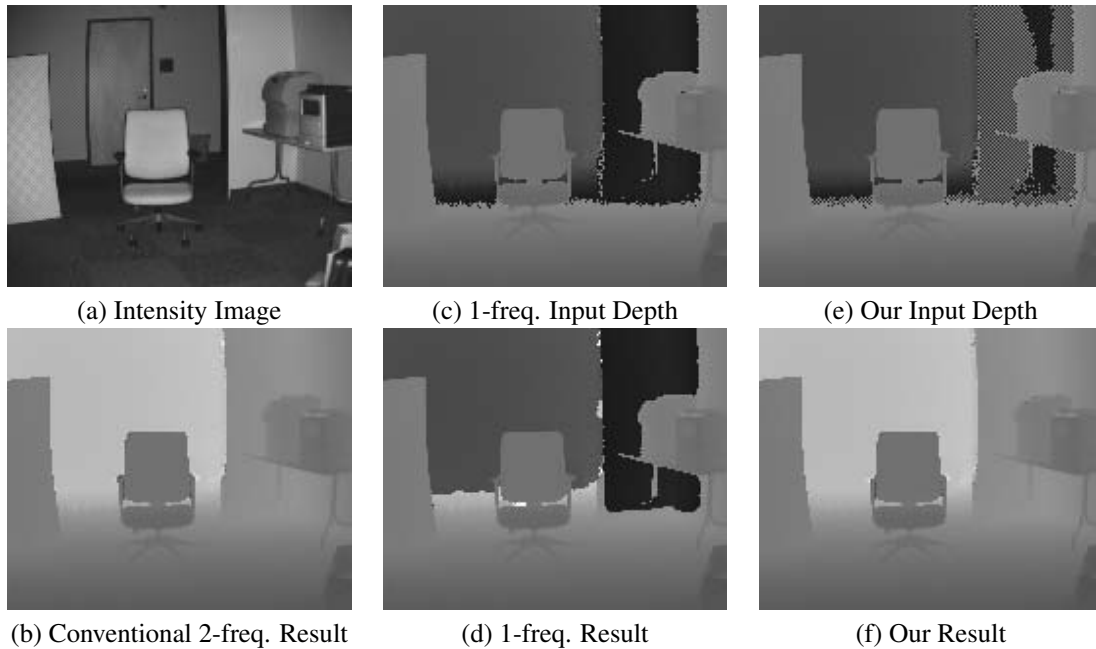 (a) Intensity Image
(c) 1-freq. Input Depth
(e) Our Input Depth
(b) Conventional 2-freq. Result
(d) 1-freq. Result
(f) Our Result